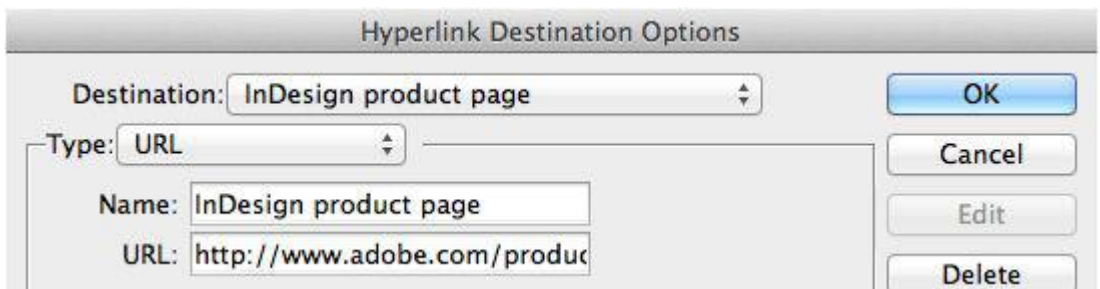 Hyperlink Destination Options
Destination: InDesign product page
OK
Type: URL
Cancel
Name: InDesign product page
Edit
URL: http://www.adobe.com/produc
Delete